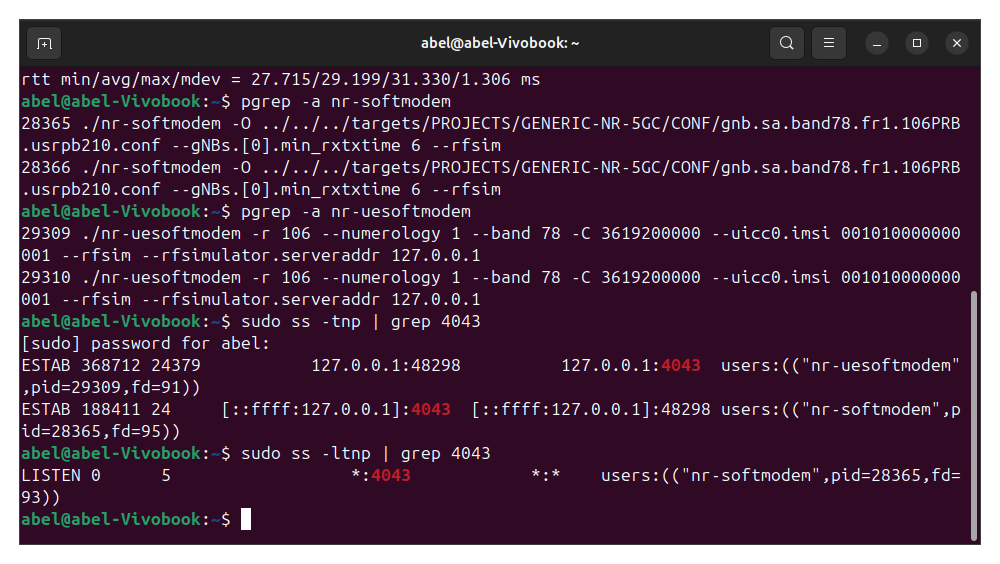 abel@abel-Vivobook: ~
rtt min/avg/max/mdev = 27.715/29.199/31.330/1.306 ms
abel@abel-Vivobook:~$ pgrep -a nr-softmodem
28365 ./nr-softmodem -O ../../../targets/PROJECTS/GENERIC-NR-5GC/CONF/gnb.sa.band78.fr1.106PRB
.usrpb210.conf --gNBs.[0].min_rxtxtime 6 --rfsim
28366 ./nr-softmodem -O ../../../targets/PROJECTS/GENERIC-NR-5GC/CONF/gnb.sa.band78.fr1.106PRB
.usrpb210.conf --gNBs.[0].min_rxtxtime 6 --rfsim
abel@abel-Vivobook:~$ pgrep -a nr-uesoftmodem
29309 ./nr-uesoftmodem -r 106 --numerology 1 --band 78 -C 3619200000 --uicc0.imsi 001010000000
001 --rfsim --rfsimulator.serveraddr 127.0.0.1
29310 ./nr-uesoftmodem -r 106 --numerology 1 --band 78 -C 3619200000 --uicc0.imsi 001010000000
001 --rfsim --rfsimulator.serveraddr 127.0.0.1
abel@abel-Vivobook:~$ sudo ss -tnp | grep 4043
[sudo] password for abel:
ESTAB 368712 24379           127.0.0.1:48298          127.0.0.1:4043  users:(("nr-uesoftmodem"
,pid=29309,fd=91))
ESTAB 188411 24     [::ffff:127.0.0.1]:4043  [::ffff:127.0.0.1]:48298 users:(("nr-softmodem",p
id=28365,fd=95))
abel@abel-Vivobook:~$ sudo ss -ltnp | grep 4043
LISTEN 0      5                  *:4043            *:*    users:(("nr-softmodem",pid=28365,fd=
93))
abel@abel-Vivobook:~$